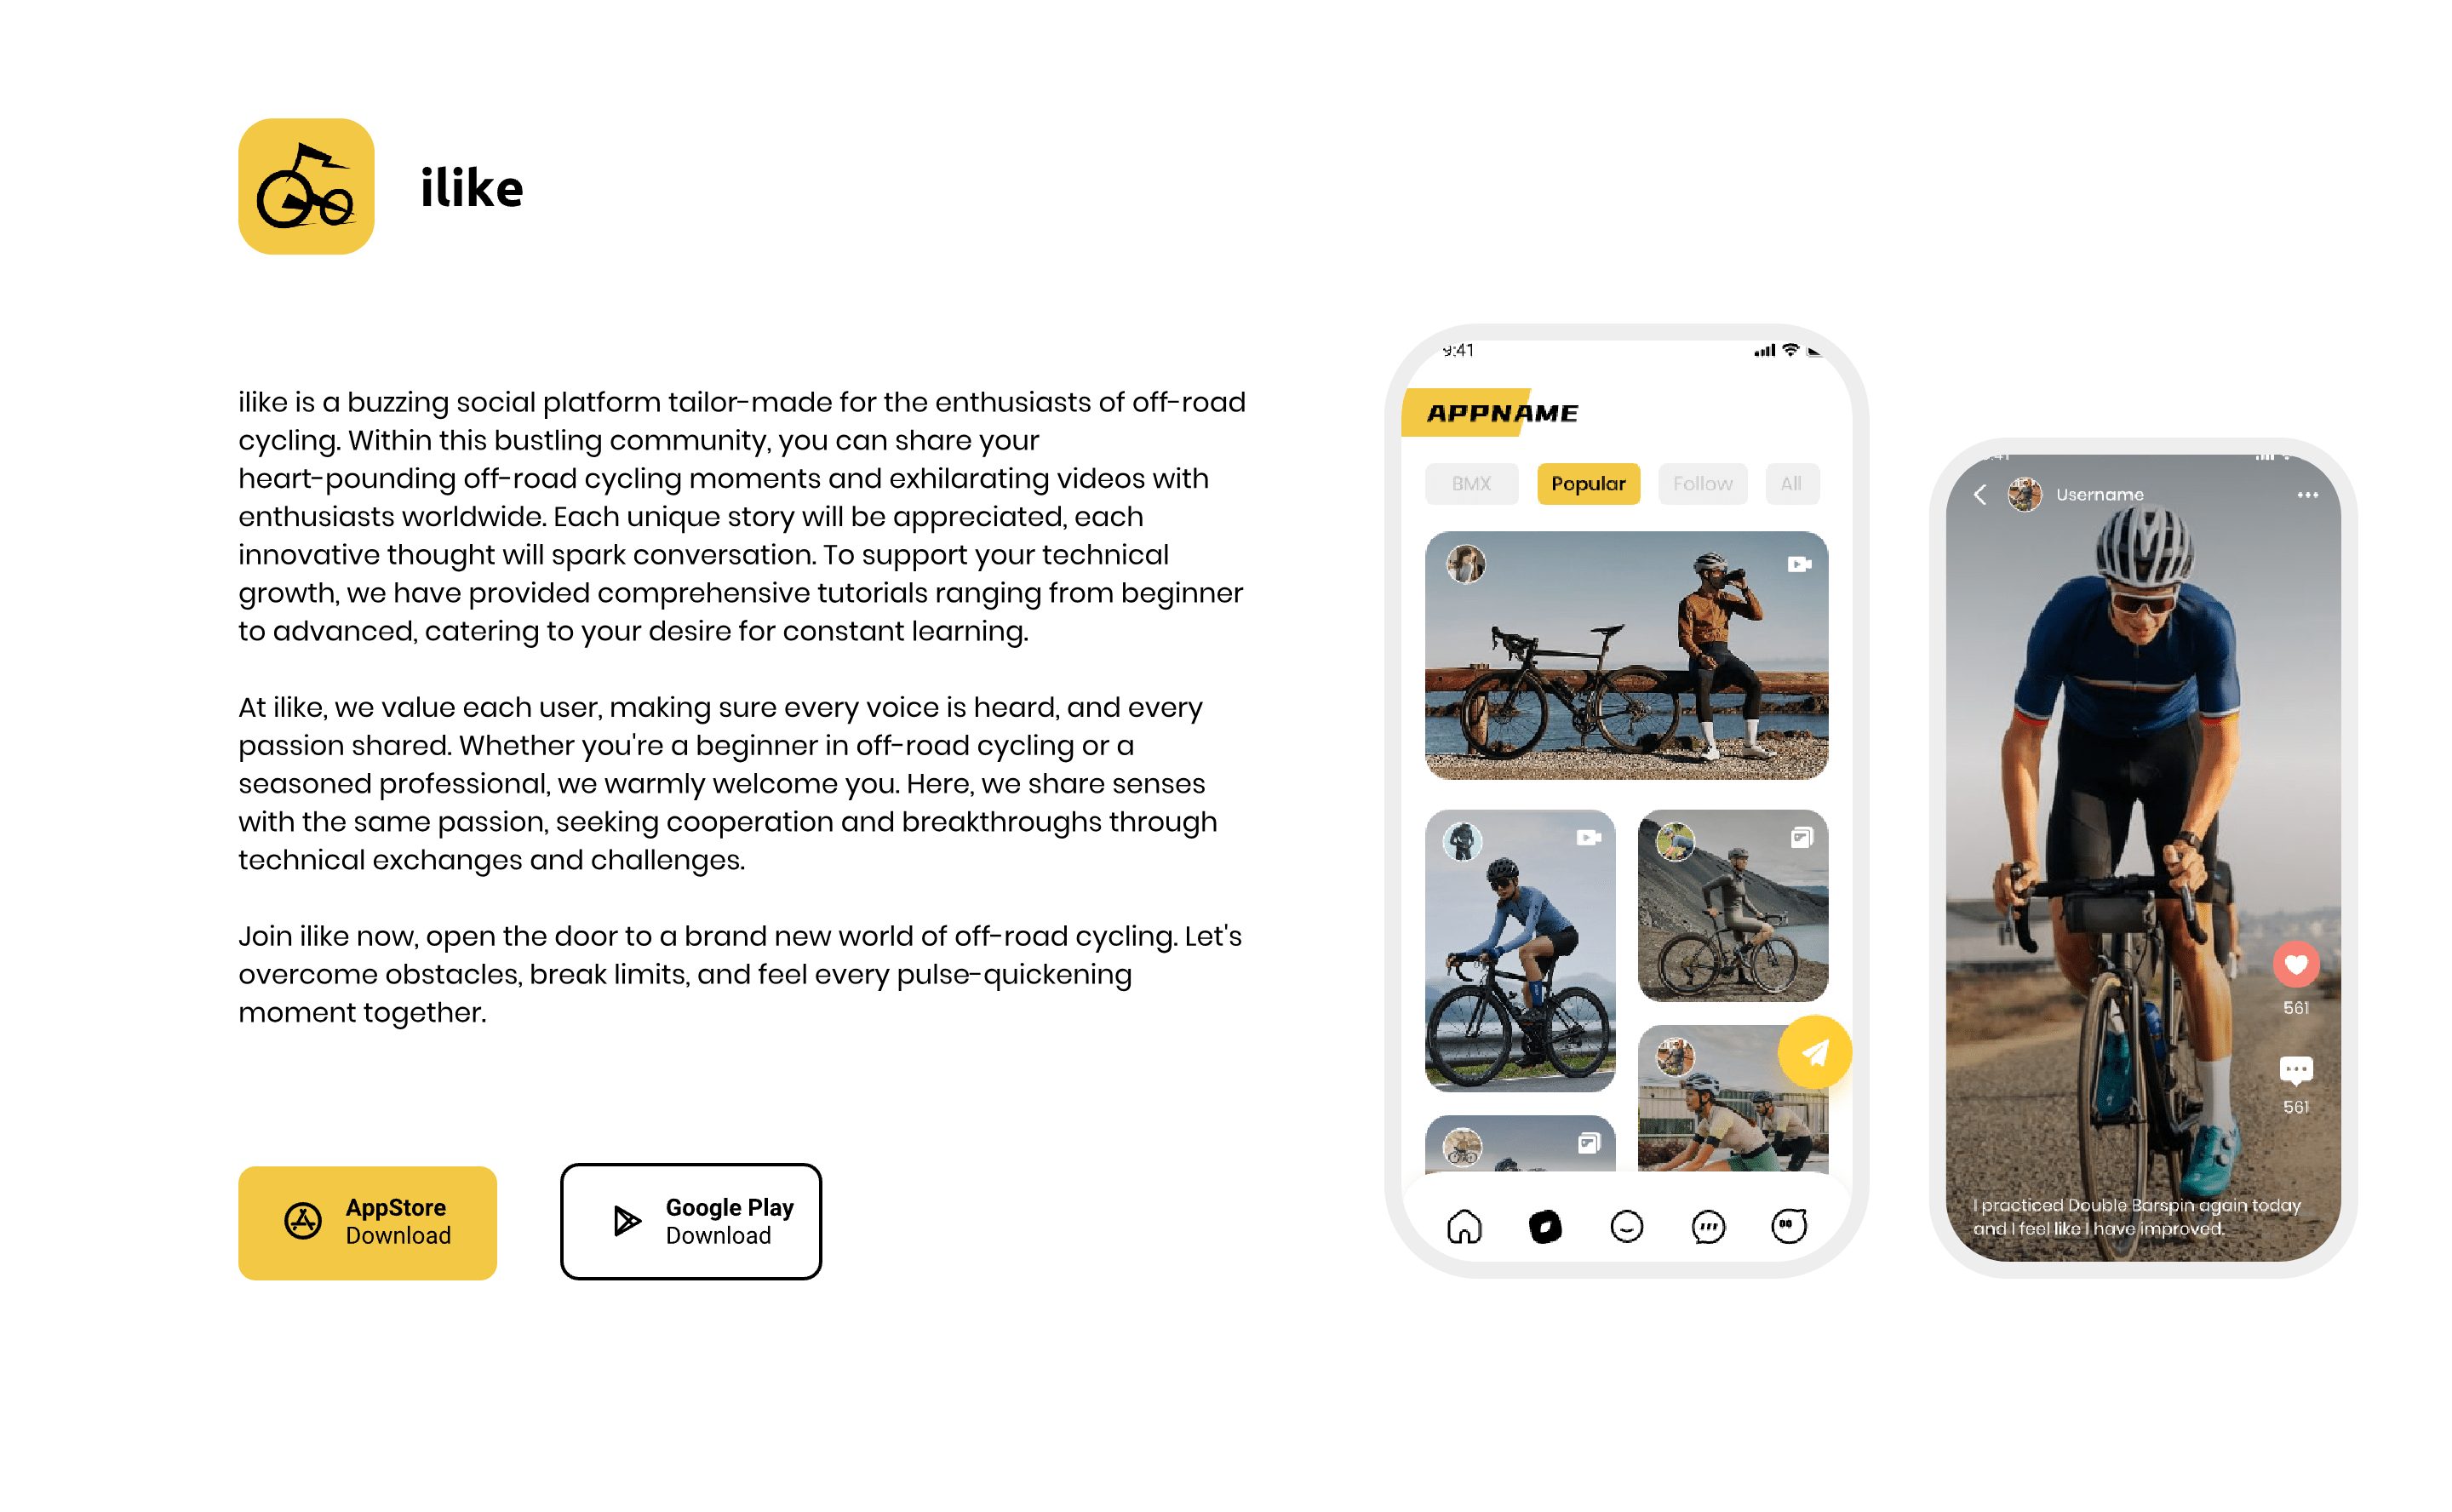 ilike
ilike is a buzzing social platform tailor-made for the enthusiasts of off-road
cycling. Within this bustling community, you can share your
heart-pounding off-road cycling moments and exhilarating videos with
enthusiasts worldwide. Each unique story will be appreciated, each
innovative thought will spark conversation. To support your technical
growth, we have provided comprehensive tutorials ranging from beginner
to advanced, catering to your desire for constant learning.
At ilike, we value each user, making sure every voice is heard, and every
passion shared. Whether you're a beginner in off-road cycling or a
seasoned professional, we warmly welcome you. Here, we share senses
with the same passion, seeking cooperation and breakthroughs through
technical exchanges and challenges.
Join ilike now, open the door to a brand new world of off-road cycling. Let's
overcome obstacles, break limits, and feel every pulse-quickening
moment together.
AppStore
Download
Google Play
Download
9:41
APPNAME
BMX Popular Follow All
Username
561
561
I practiced Double Barspin again today
and I feel like I have improved.